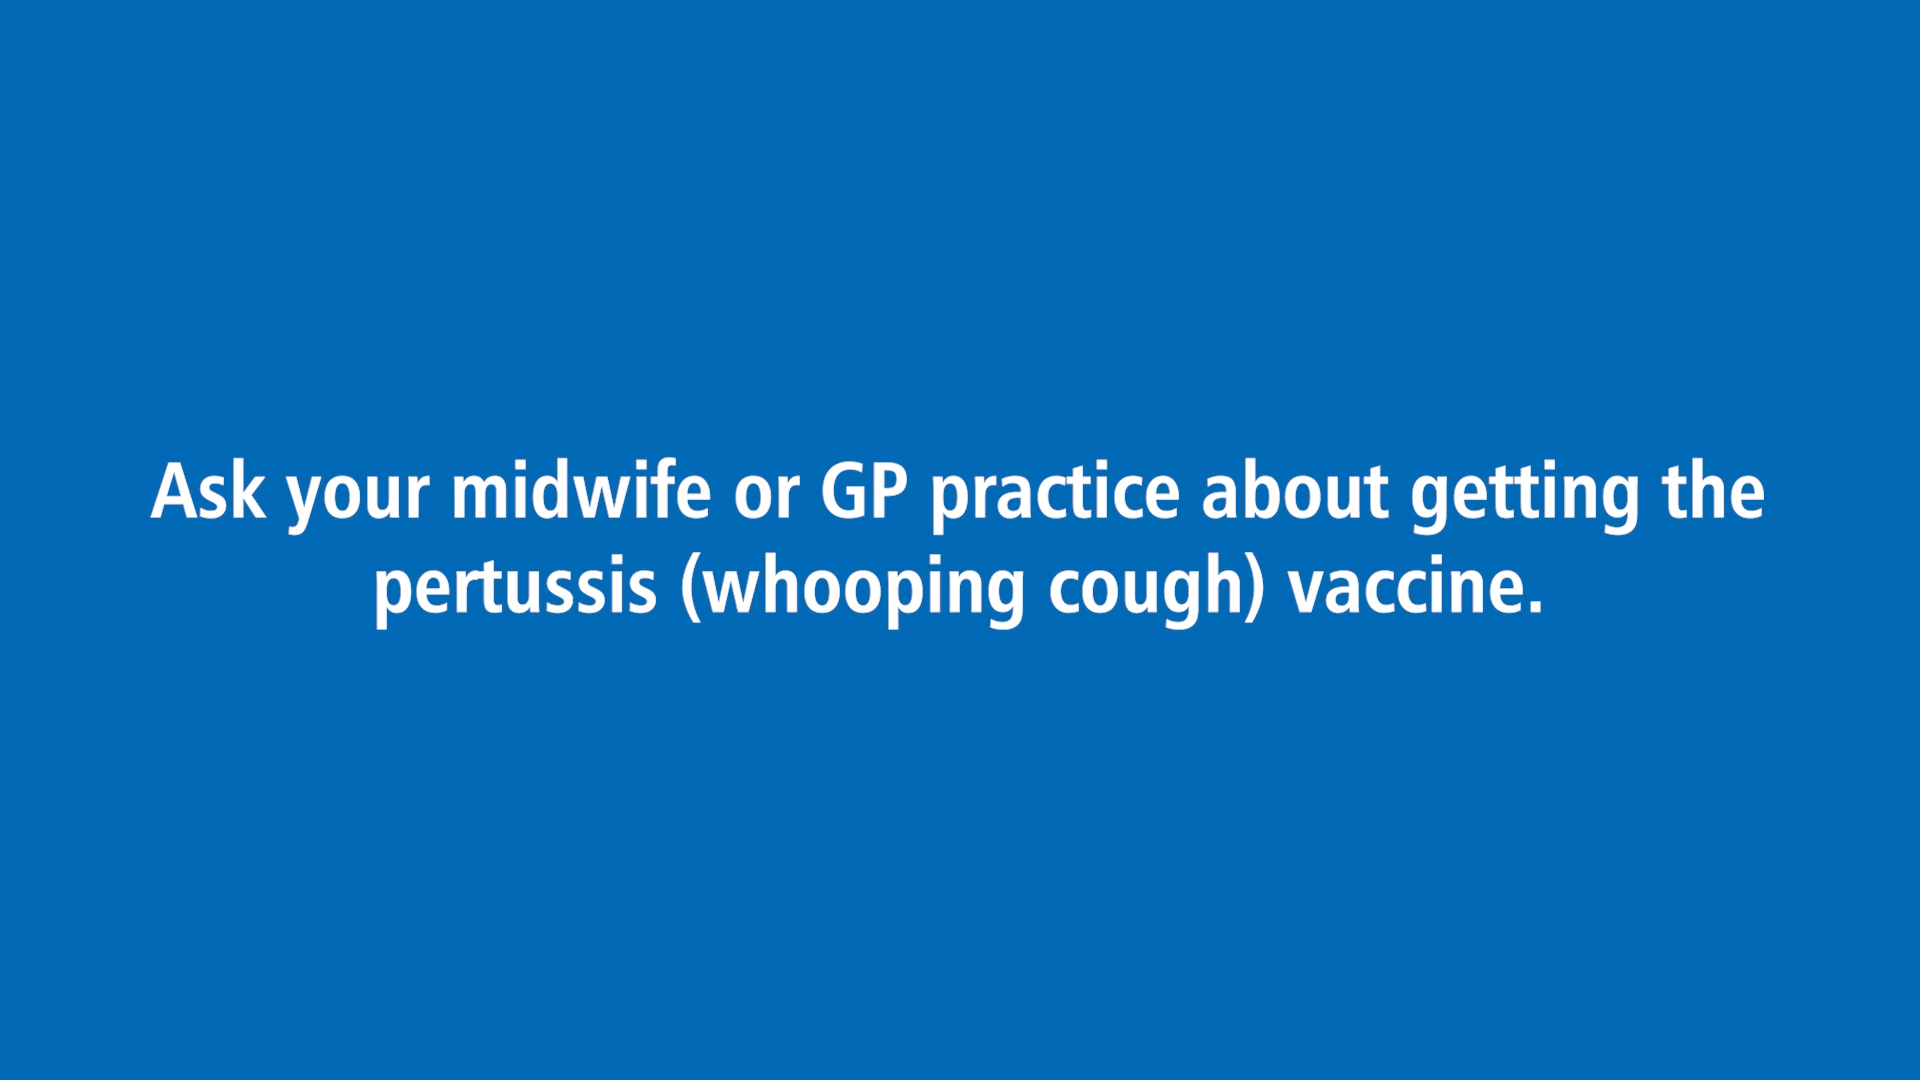 Ask your midwife or GP practice about getting the
pertussis (whooping cough) vaccine.